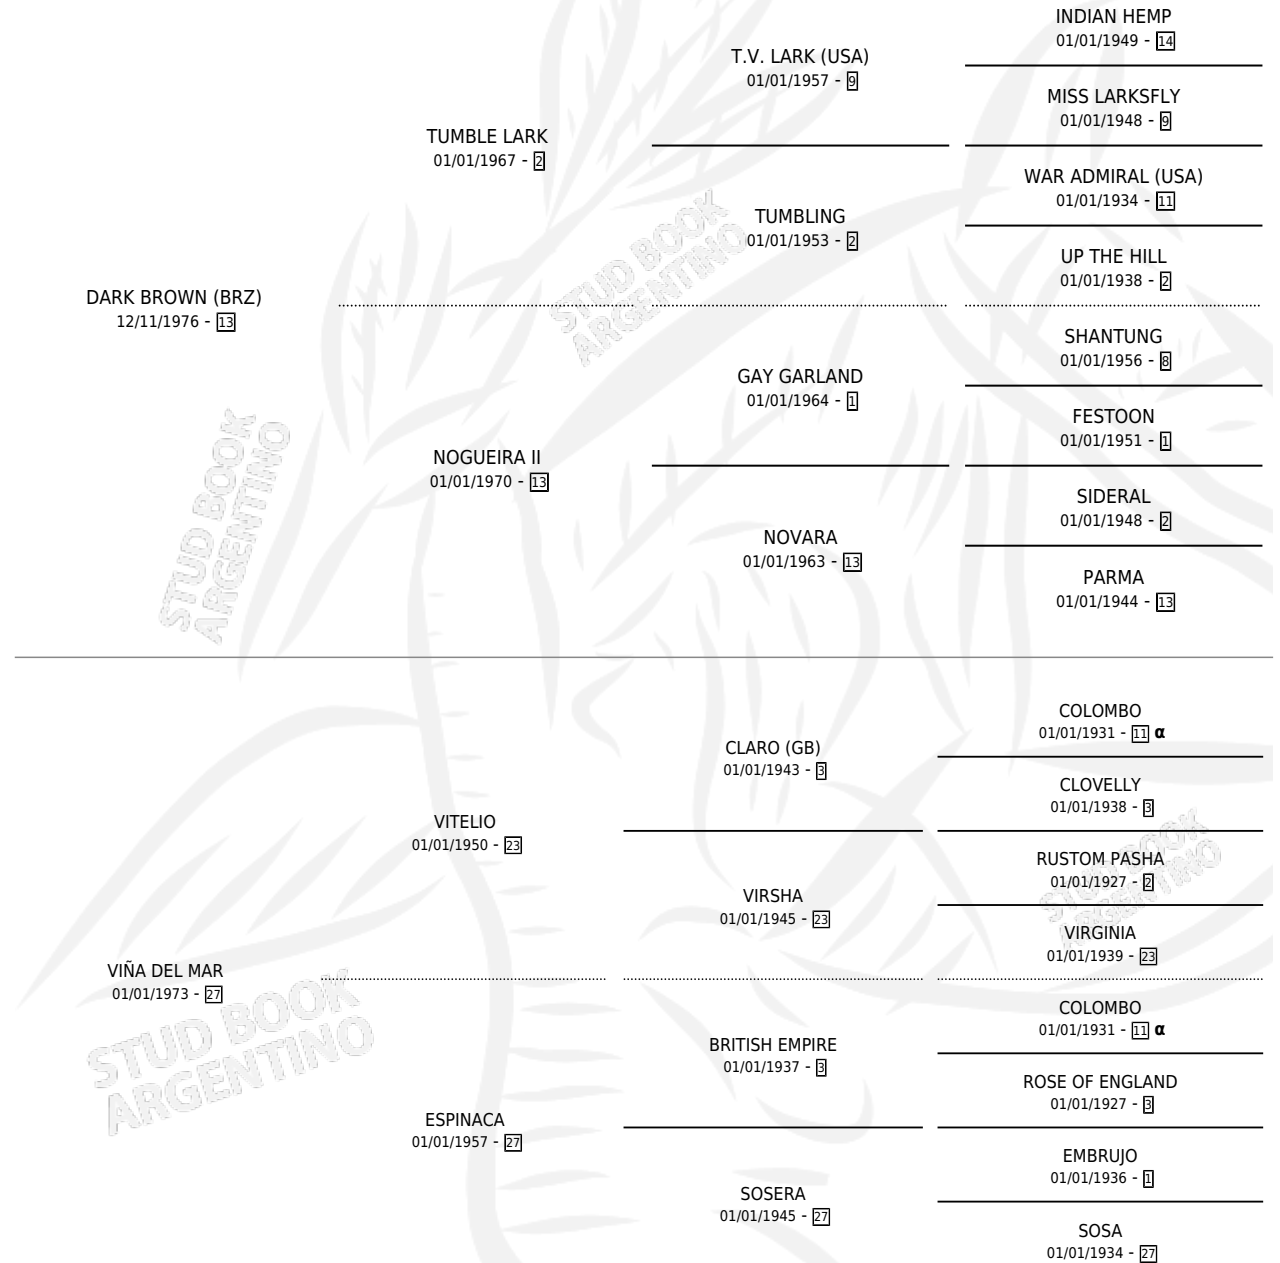 INDIAN HEMP
01/01/1949 - 14
T.V. LARK (USA)
01/01/1957 - 9
MISS LARKSFLY
01/01/1948 - 9
TUMBLE LARK
01/01/1967 - 2
WAR ADMIRAL (USA)
01/01/1934 - 11
TUMBLING
01/01/1953 - 2
UP THE HILL
01/01/1938 - 2
STUD BOOK
ARGENTINO
DARK BROWN (BRZ)
12/11/1976 - 13
SHANTUNG
01/01/1956 - 8
GAY GARLAND
01/01/1964 - 1
FESTOON
01/01/1951 - 1
NOGUEIRA II
01/01/1970 - 13
SIDERAL
01/01/1948 - 2
NOVARA
01/01/1963 - 13
PARMA
01/01/1944 - 13
STUD BOOK
ARGENTINO
COLOMBO
01/01/1931 - 11 α
CLARO (GB)
01/01/1943 - 3
CLOVELLY
01/01/1938 - 3
VITELIO
01/01/1950 - 23
RUSTOM PASHA
01/01/1927 - 2
VIRSHA
01/01/1945 - 23
VIRGINIA
01/01/1939 - 23
STUD BOOK
ARGENTINO
VIÑA DEL MAR
01/01/1973 - 27
COLOMBO
01/01/1931 - 11 α
BRITISH EMPIRE
01/01/1937 - 3
ROSE OF ENGLAND
01/01/1927 - 3
STUD BOOK
ARGENTINO
ESPINACA
01/01/1957 - 27
EMBRUJO
01/01/1936 - 1
SOSERA
01/01/1945 - 27
SOSA
01/01/1934 - 27